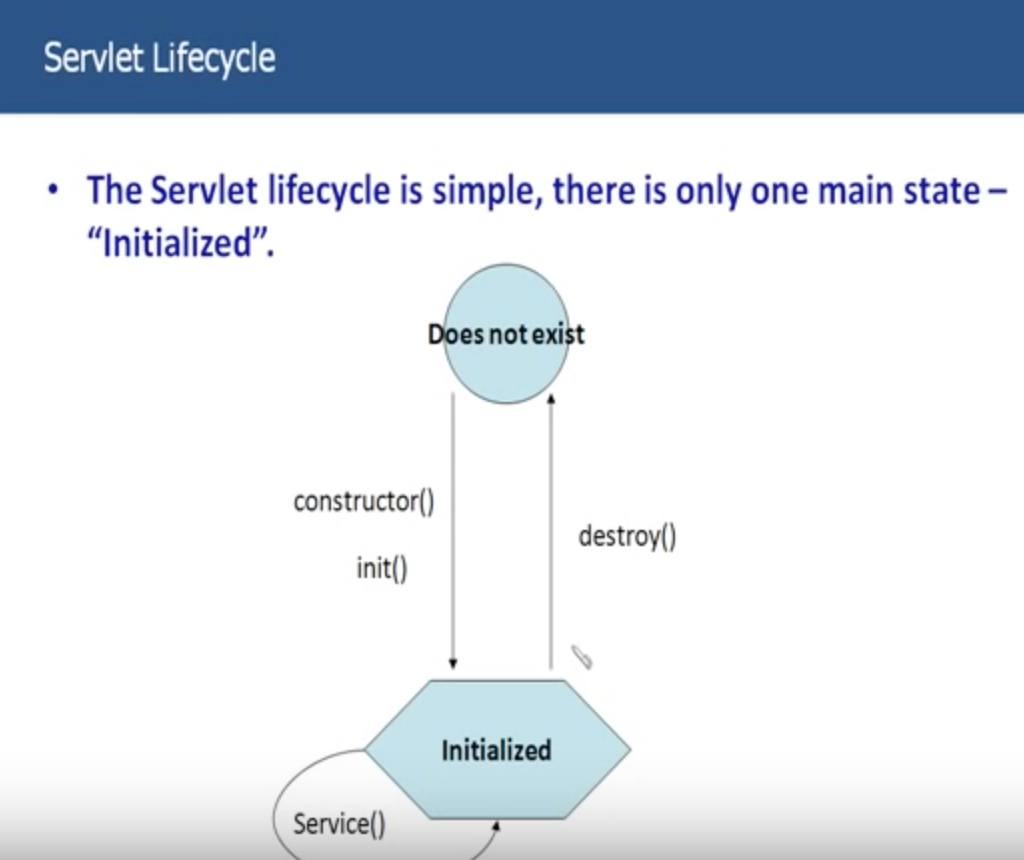 Servlet Lifecycle
• The Servlet lifecycle is simple, there is only one main state –
“Initialized”.
Does not exist
constructor()
destroy()
init()
Initialized
Service()